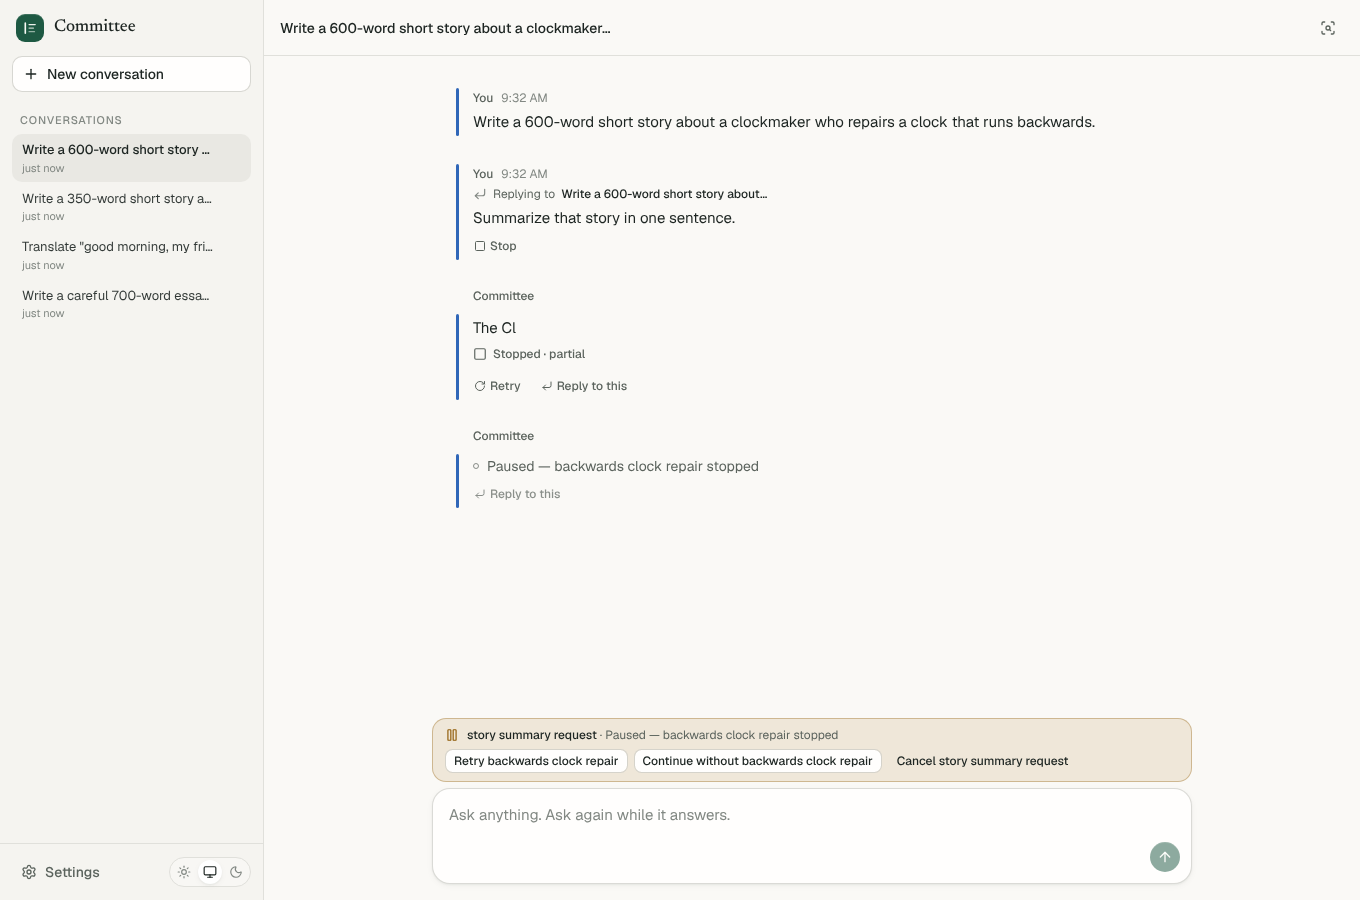 Committee
New conversation
CONVERSATIONS
Write a 600-word short story ...
just now
Write a 350-word short story a...
just now
Translate "good morning, my fri...
just now
Write a careful 700-word essa...
just now
Settings
Write a 600-word short story about a clockmaker...
You 9:32 AM
Write a 600-word short story about a clockmaker who repairs a clock that runs backwards.
You 9:32 AM
Replying to Write a 600-word short story about...
Summarize that story in one sentence.
Stop
Committee
The Cl
Stopped · partial
Retry Reply to this
Committee
Paused — backwards clock repair stopped
Reply to this
story summary request · Paused — backwards clock repair stopped
Retry backwards clock repair Continue without backwards clock repair Cancel story summary request
Ask anything. Ask again while it answers.